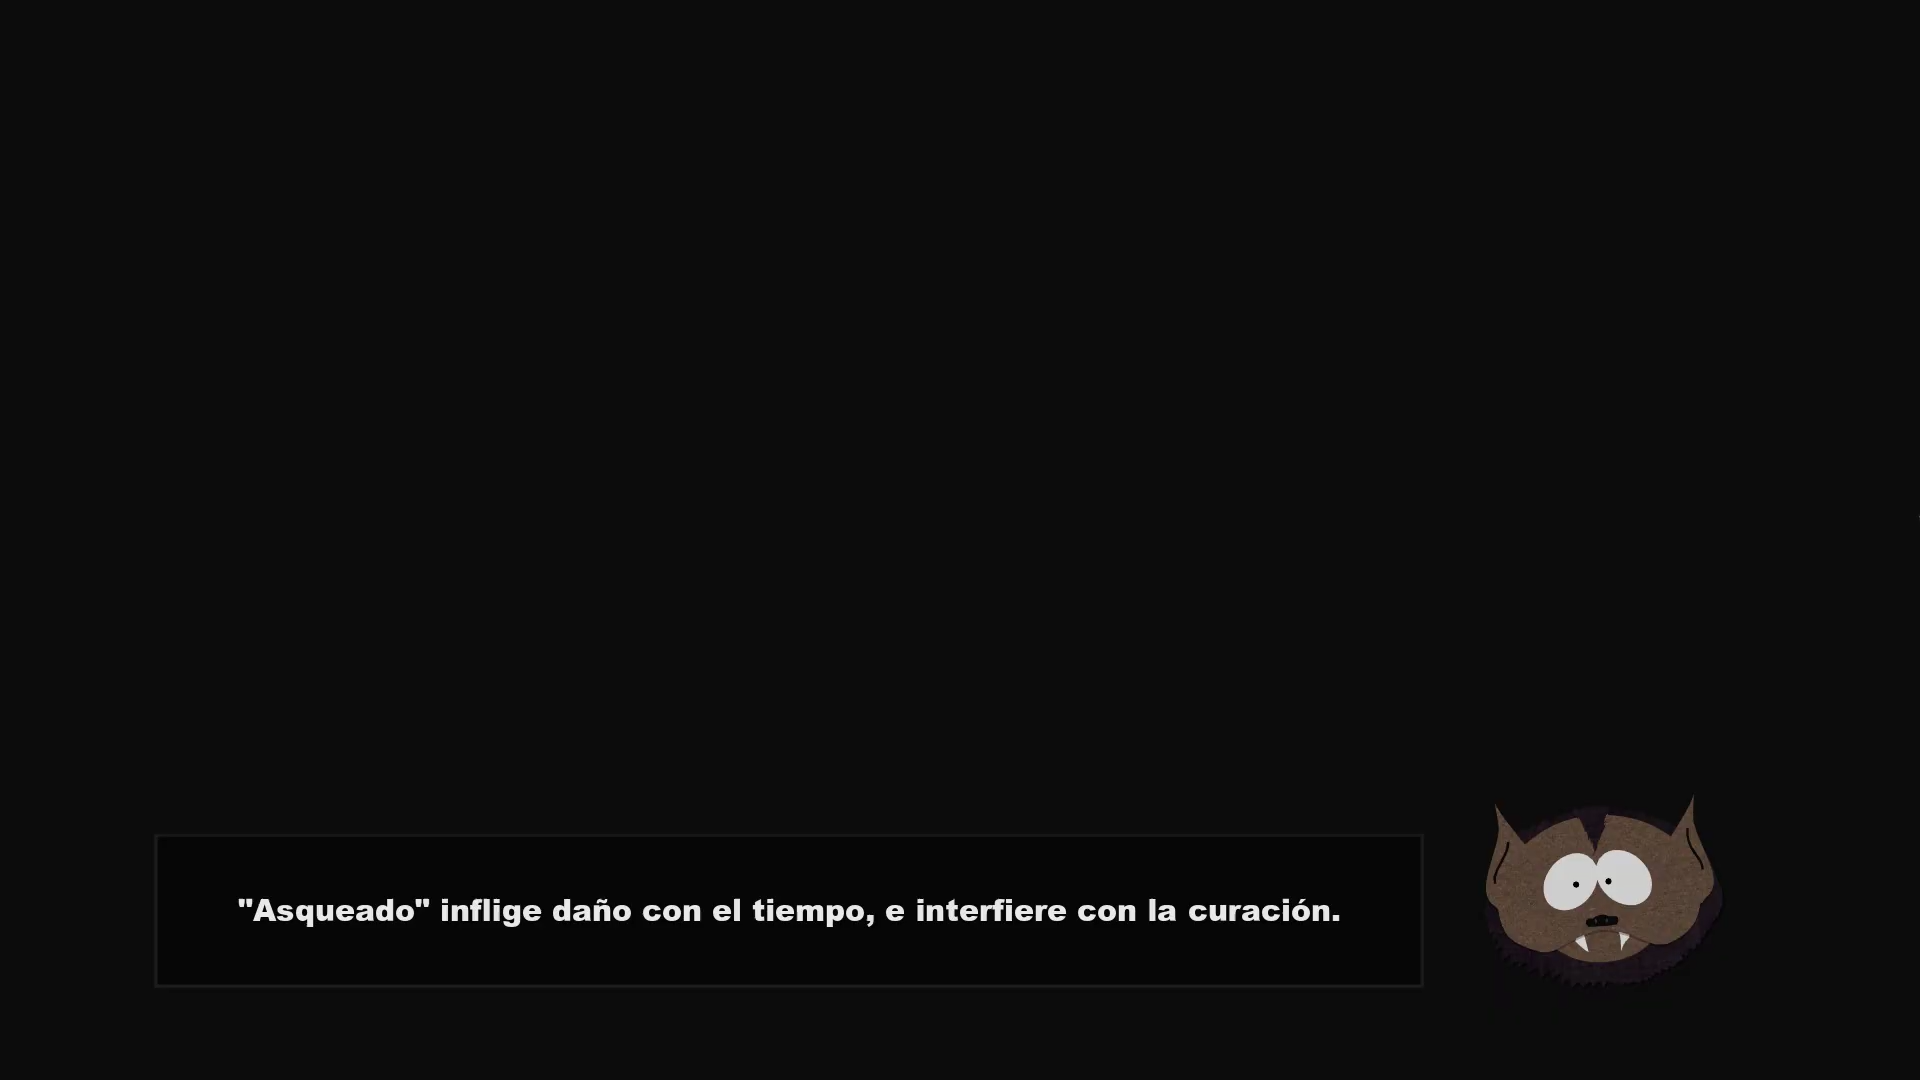 "Asqueado" inflige daño con el tiempo, e interfiere con la curación.